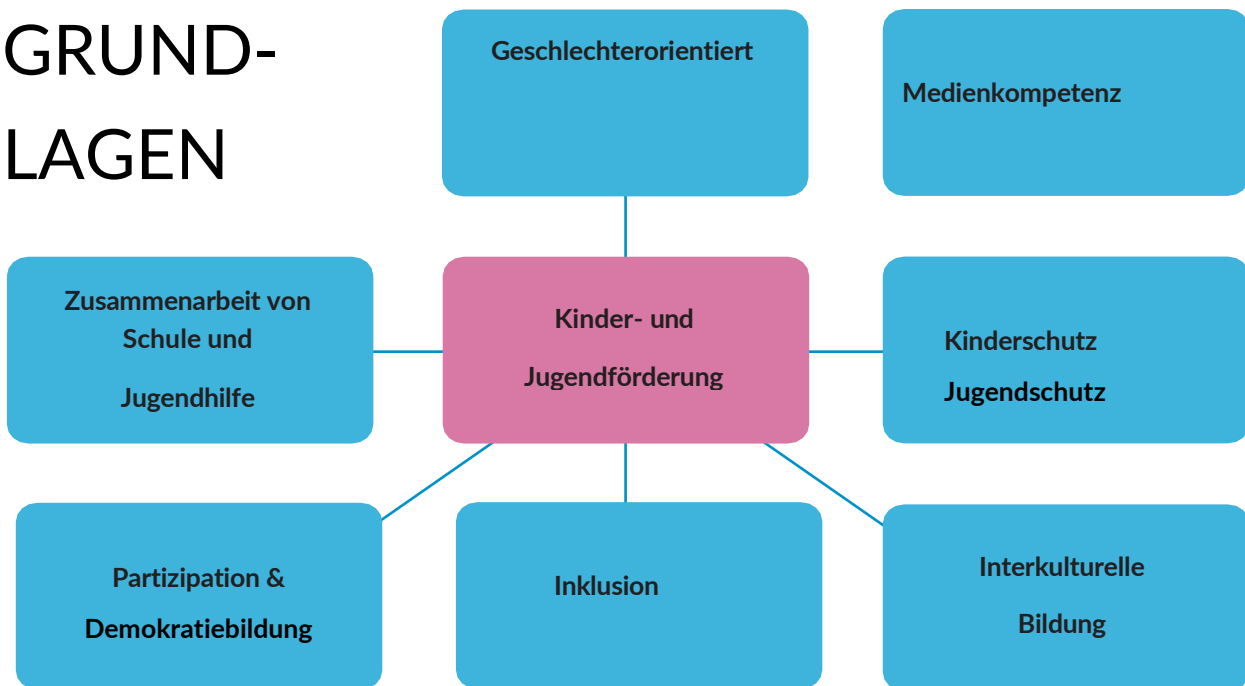 GRUND-
LAGEN
Geschlechterorientiert
Medienkompetenz
Zusammenarbeit von
Schule und
Jugendhilfe
Kinder- und
Jugendförderung
Kinderschutz
Jugendschutz
Partizipation &
Demokratiebildung
Inklusion
Interkulturelle
Bildung